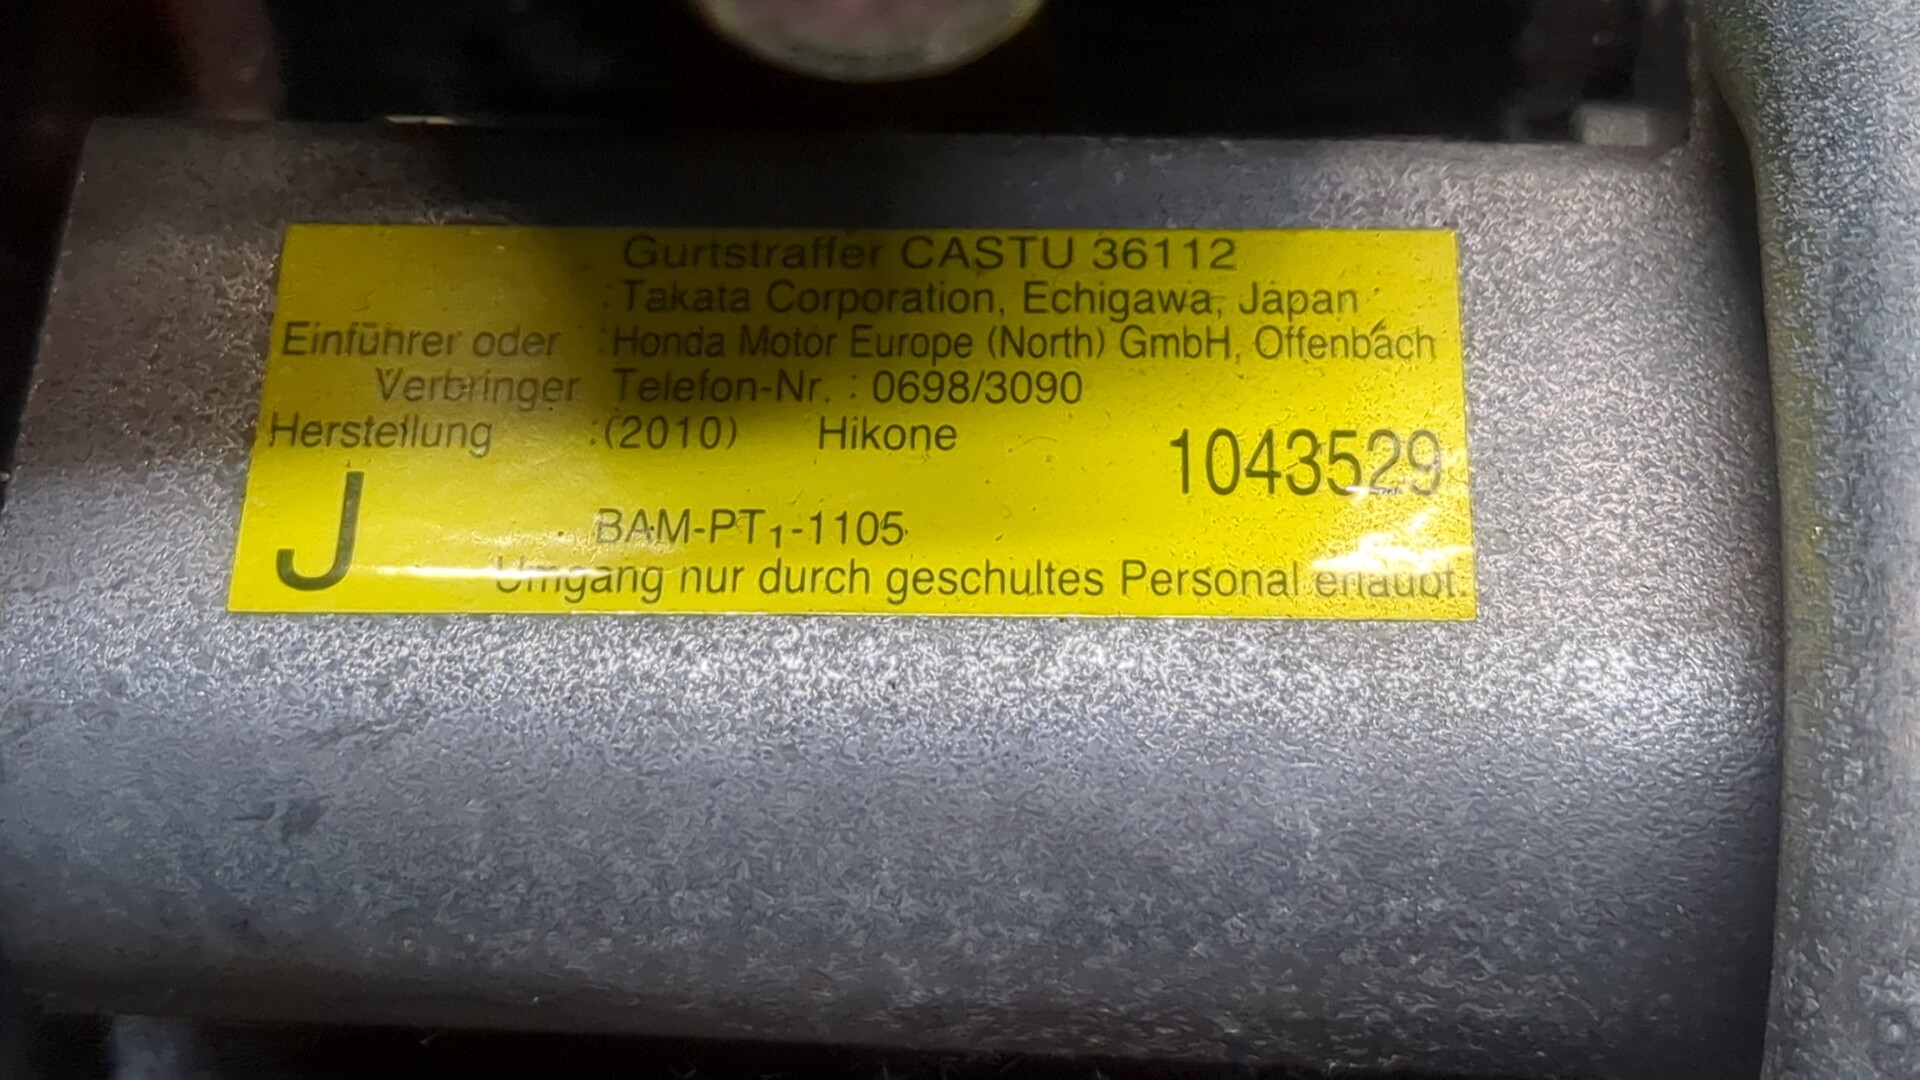 Gurtstraffer CASTU 36112
: Takata Corporation, Echigawa, Japan
Einführer oder : Honda Motor Europe (North) GmbH, Offenbach
Verbringer Telefon-Nr. : 0698/3090
Herstellung :(2010) Hikone
1043529
J
BAM-PT₁-1105
Umgang nur durch geschultes Personal erlaubt.